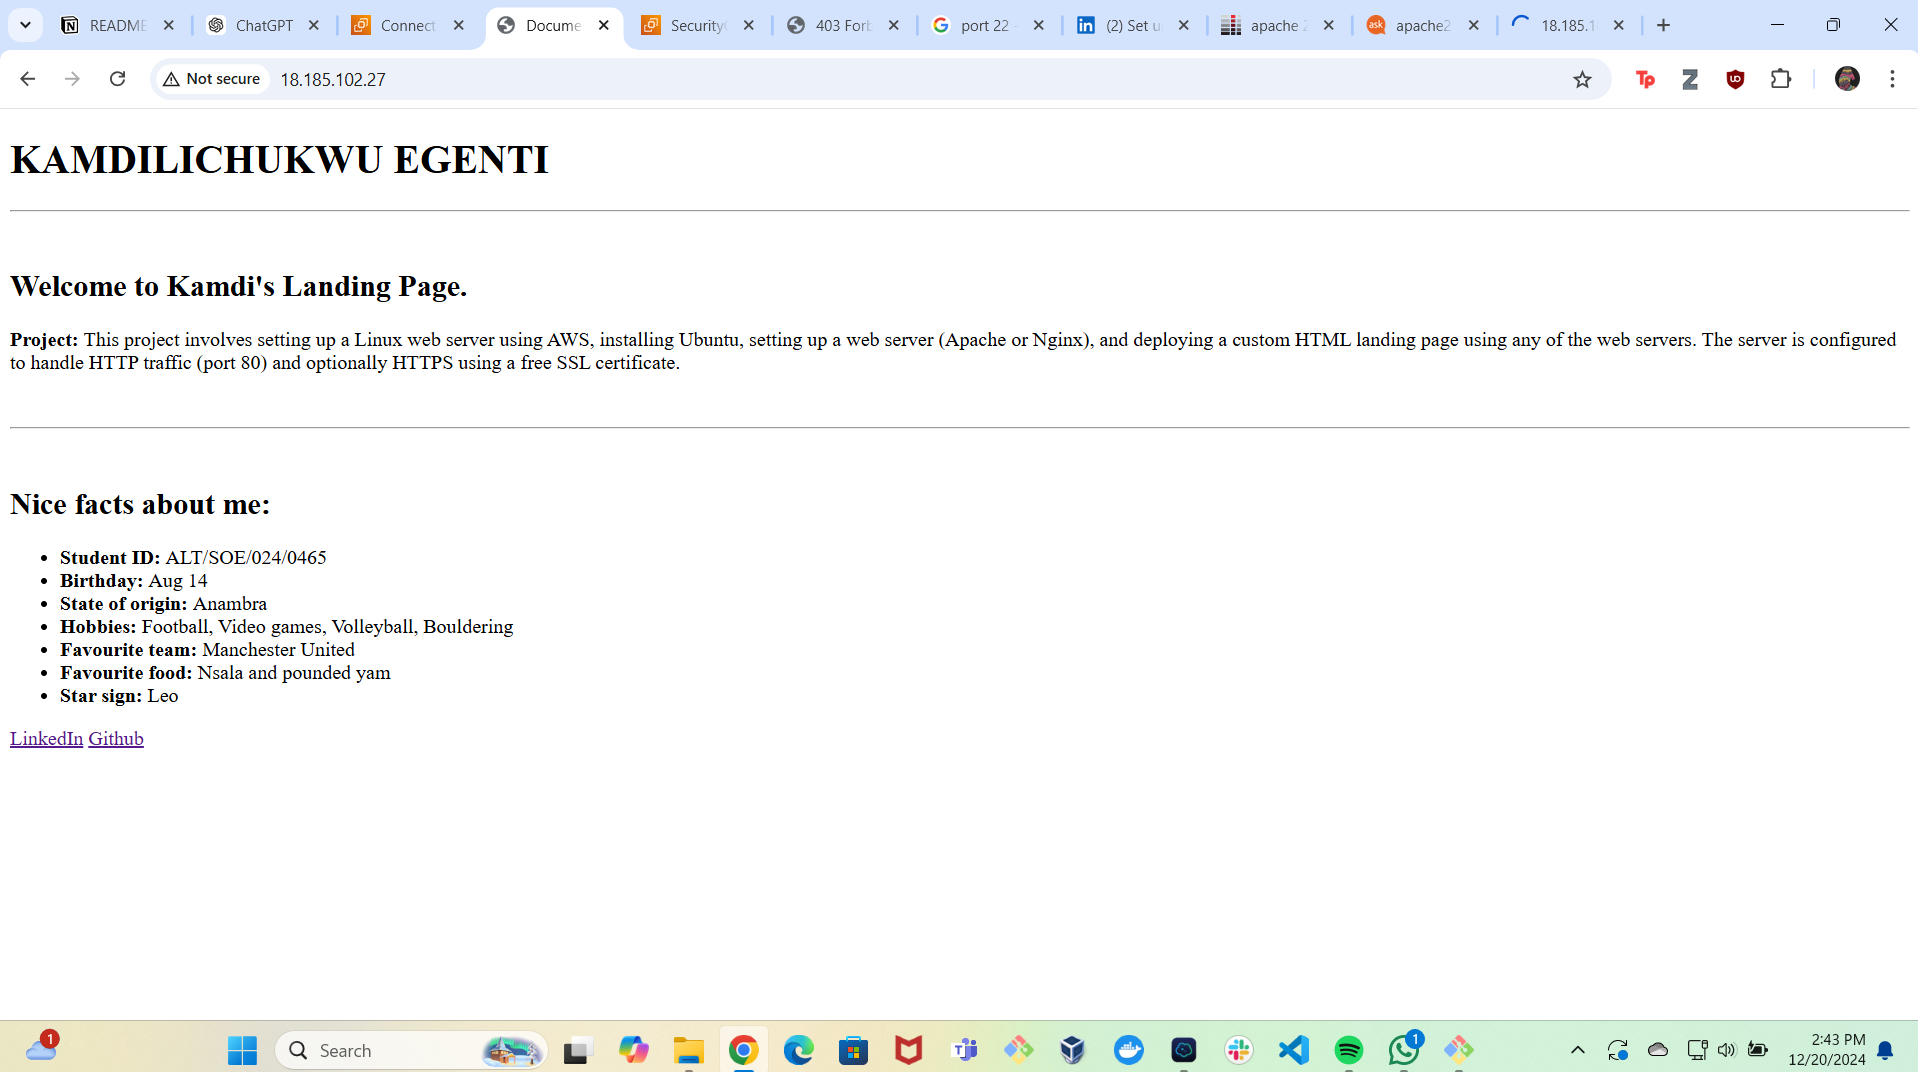 README
ChatGPT
Connect
Docume
Security
403 Forb
port 22
(2) Set u
apache 2
apache2
18.185.1
Not secure
18.185.102.27
KAMDILICHUKWU EGENTI
Welcome to Kamdi's Landing Page.
Project: This project involves setting up a Linux web server using AWS, installing Ubuntu, setting up a web server (Apache or Nginx), and deploying a custom HTML landing page using any of the web servers. The server is configured
to handle HTTP traffic (port 80) and optionally HTTPS using a free SSL certificate.
Nice facts about me:
Student ID: ALT/SOE/024/0465
Birthday: Aug 14
State of origin: Anambra
Hobbies: Football, Video games, Volleyball, Bouldering
Favourite team: Manchester United
Favourite food: Nsala and pounded yam
Star sign: Leo
LinkedIn Github
1
Search
1
2:43 PM
12/20/2024